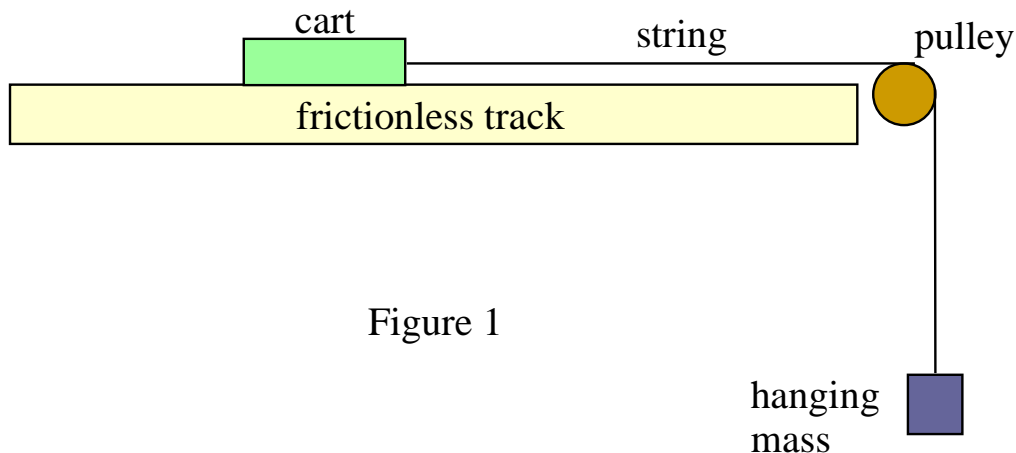 cart
string
pulley
frictionless track
Figure 1
hanging
mass